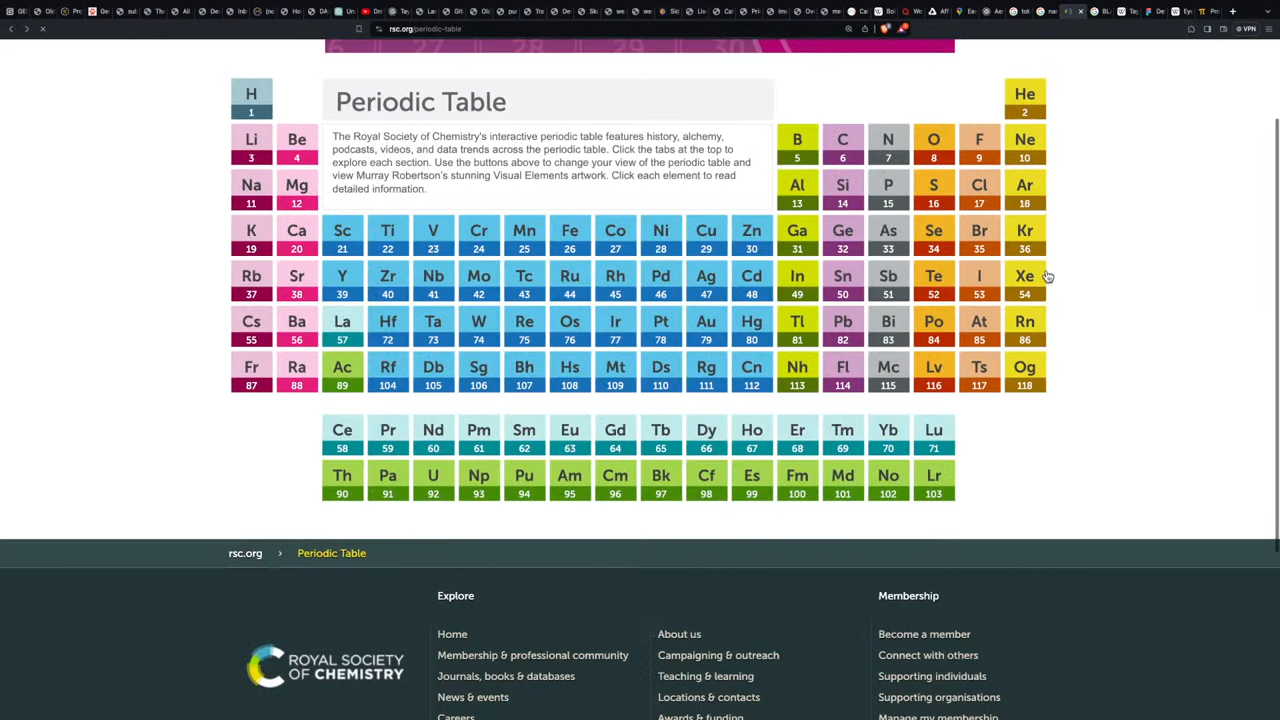 rsc.org/periodic-table
VPN
27 28 29 30
H
1
Periodic Table
He
2
The Royal Society of Chemistry's interactive periodic table features history, alchemy,
podcasts, videos, and data trends across the periodic table. Click the tabs at the top to
explore each section. Use the buttons above to change your view of the periodic table and
view Murray Robertson's stunning Visual Elements artwork. Click each element to read
detailed information.
Li Be B C N O F Ne
3 4 5 6 7 8 9 10
Na Mg Al Si P S Cl Ar
11 12 13 14 15 16 17 18
K Ca Sc Ti V Cr Mn Fe Co Ni Cu Zn Ga Ge As Se Br Kr
19 20 21 22 23 24 25 26 27 28 29 30 31 32 33 34 35 36
Rb Sr Y Zr Nb Mo Tc Ru Rh Pd Ag Cd In Sn Sb Te I Xe
37 38 39 40 41 42 43 44 45 46 47 48 49 50 51 52 53 54
Cs Ba La Hf Ta W Re Os Ir Pt Au Hg Tl Pb Bi Po At Rn
55 56 57 72 73 74 75 76 77 78 79 80 81 82 83 84 85 86
Fr Ra Ac Rf Db Sg Bh Hs Mt Ds Rg Cn Nh Fl Mc Lv Ts Og
87 88 89 104 105 106 107 108 109 110 111 112 113 114 115 116 117 118
Ce Pr Nd Pm Sm Eu Gd Tb Dy Ho Er Tm Yb Lu
58 59 60 61 62 63 64 65 66 67 68 69 70 71
Th Pa U Np Pu Am Cm Bk Cf Es Fm Md No Lr
90 91 92 93 94 95 96 97 98 99 100 101 102 103
rsc.org > Periodic Table
Explore
Membership
Home
About us
Become a member
Membership & professional community
Campaigning & outreach
Connect with others
ROYAL SOCIETY
OF CHEMISTRY
Journals, books & databases
Teaching & learning
Supporting individuals
News & events
Locations & contacts
Supporting organisations
Careers
Awards & funding
Manage my membership